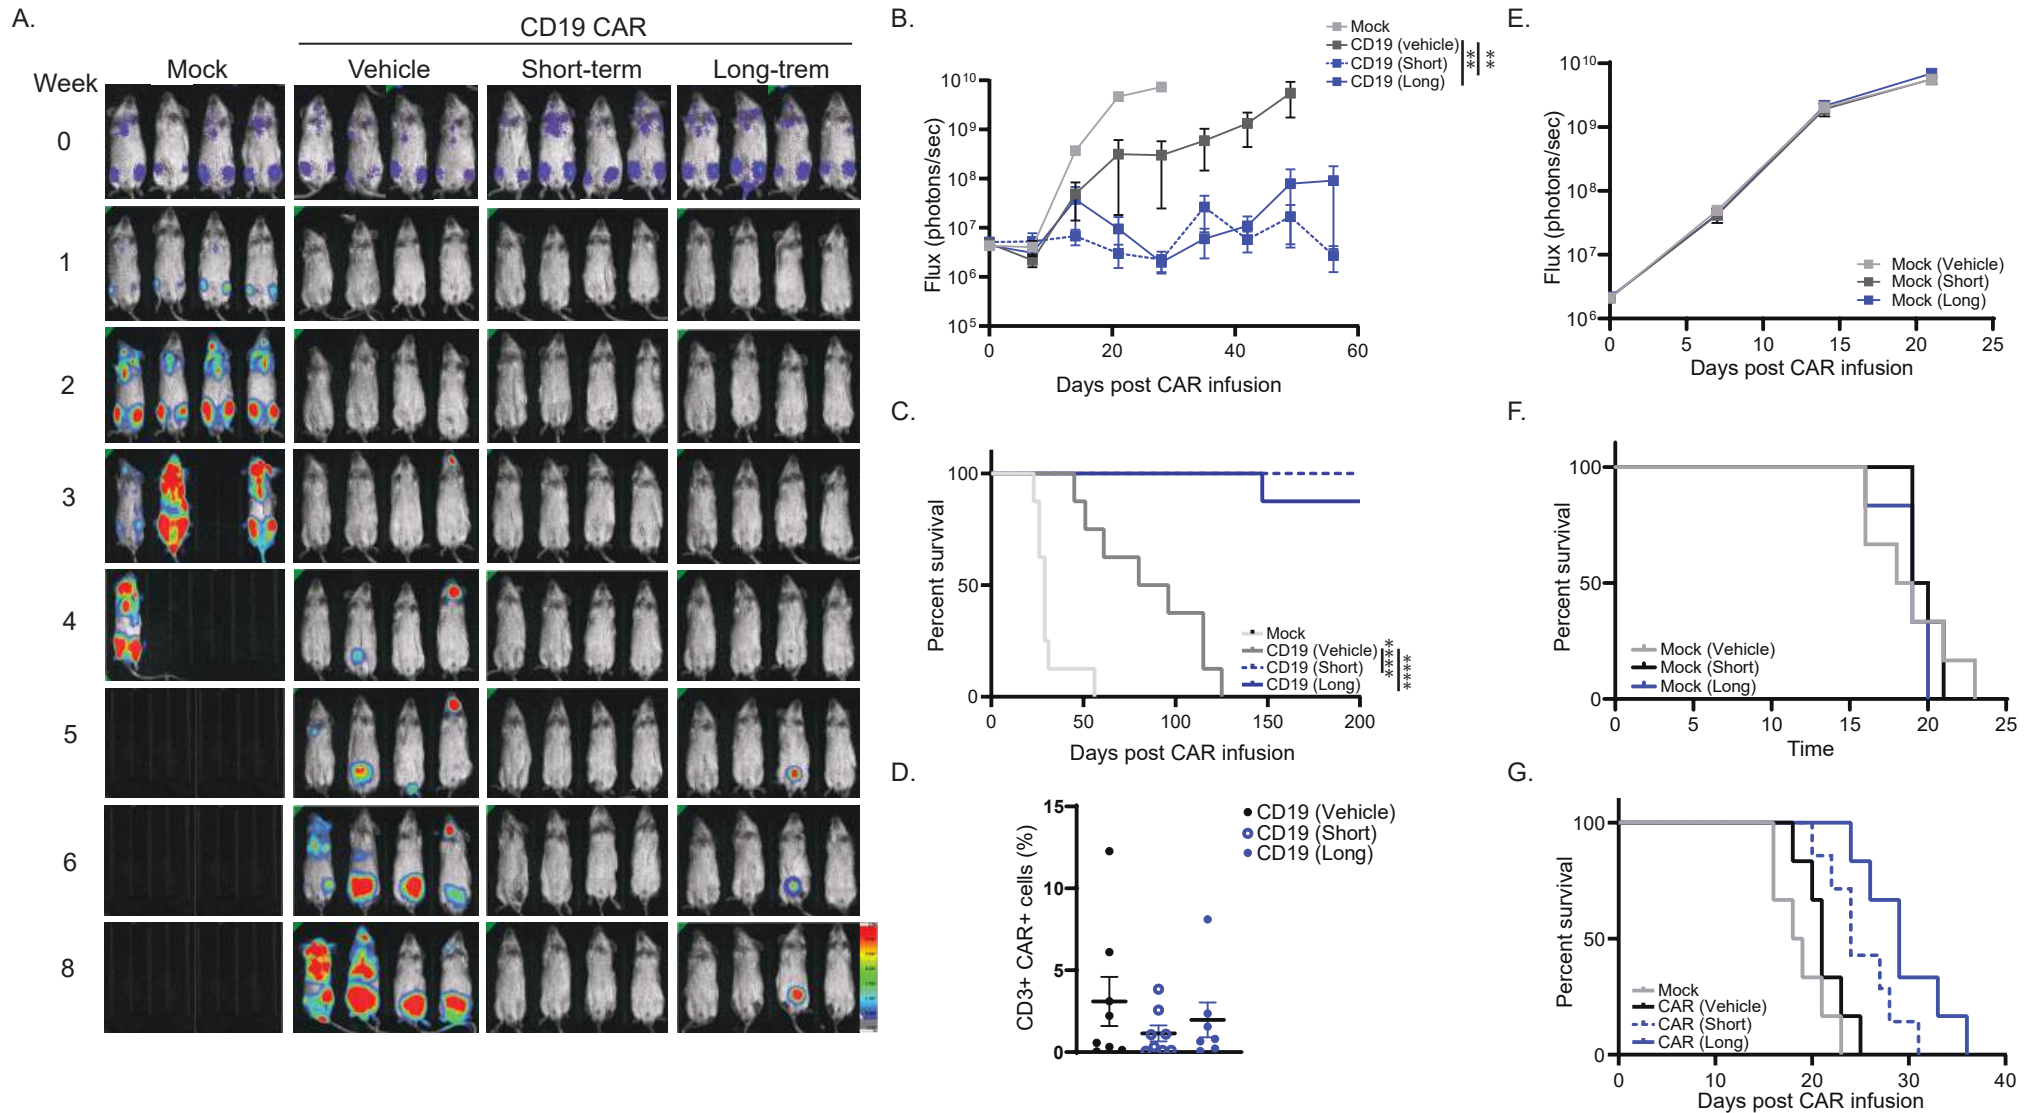 A.
CD19 CAR
Week
Mock
Vehicle
Short-term
Long-trem
0
1
2
3
4
5
6
8
B.
Mock
CD19 (vehicle)
CD19 (Short)
CD19 (Long)
**
**
Flux (photons/sec)
10^10
10^9
10^8
10^7
10^6
10^5
0 20 40 60
Days post CAR infusion
C.
Percent survival
100
50
0
Mock
CD19 (Vehicle)
CD19 (Short)
CD19 (Long)
****
****
0 50 100 150 200
Days post CAR infusion
D.
CD3+ CAR+ cells (%)
15
10
5
0
CD19 (Vehicle)
CD19 (Short)
CD19 (Long)
E.
Flux (photons/sec)
10^10
10^9
10^8
10^7
10^6
Mock (Vehicle)
Mock (Short)
Mock (Long)
0 5 10 15 20 25
Days post CAR infusion
F.
Percent survival
100
50
0
Mock (Vehicle)
Mock (Short)
Mock (Long)
0 5 10 15 20 25
Time
G.
Percent survival
100
50
0
Mock
CAR (Vehicle)
CAR (Short)
CAR (Long)
0 10 20 30 40
Days post CAR infusion